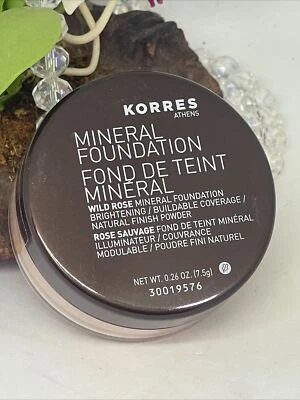 KORRES
ATHENS
MINERAL
FOUNDATION
FOND DE TEINT
MINÉRAL
WILD ROSE MINERAL FOUNDATION
BRIGHTENING / BUILDABLE COVERAGE /
NATURAL FINISH POWDER
ROSE SAUVAGE FOND DE TEINT MINÉRAL
ILLUMINATEUR / COUVRANCE
MODULABLE / POUDRE FINI NATUREL
NET WT. 0.26 OZ. (7.5g)
30019576